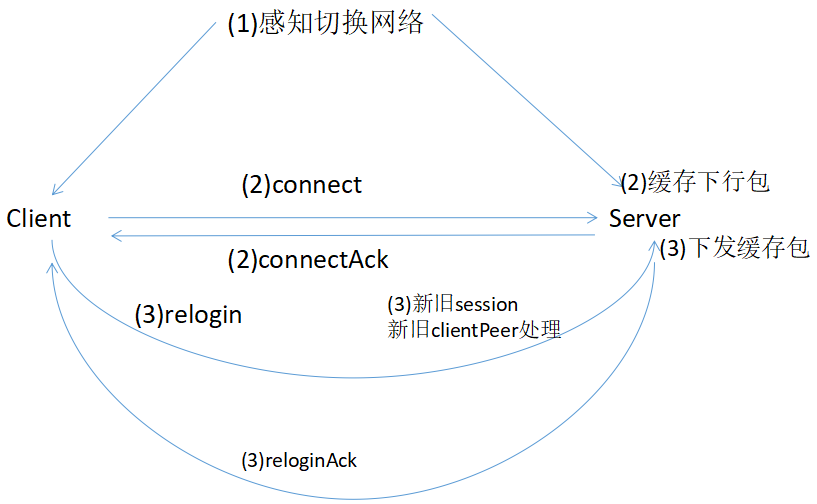 (1)感知切换网络
(2)connect
(2)缓存下行包
Client
Server
(2)connectAck
(3)下发缓存包
(3)relogin
(3)新旧session
新旧clientPeer处理
(3)reloginAck